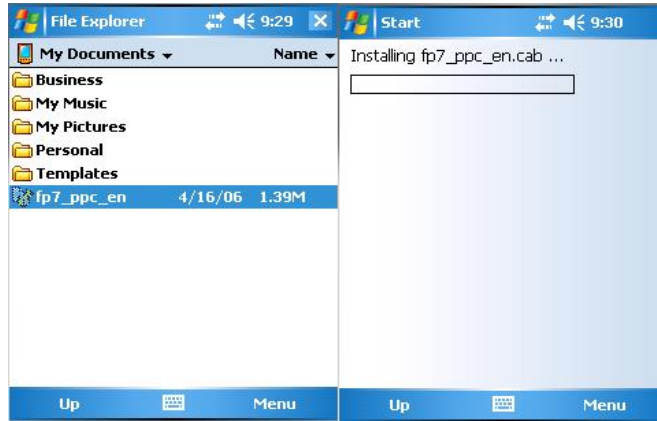 File Explorer 9:29
My Documents Name
Business
My Music
My Pictures
Personal
Templates
fp7_ppc_en 4/16/06 1.39M
Up Menu
Start 9:30
Installing fp7_ppc_en.cab ...
Up Menu